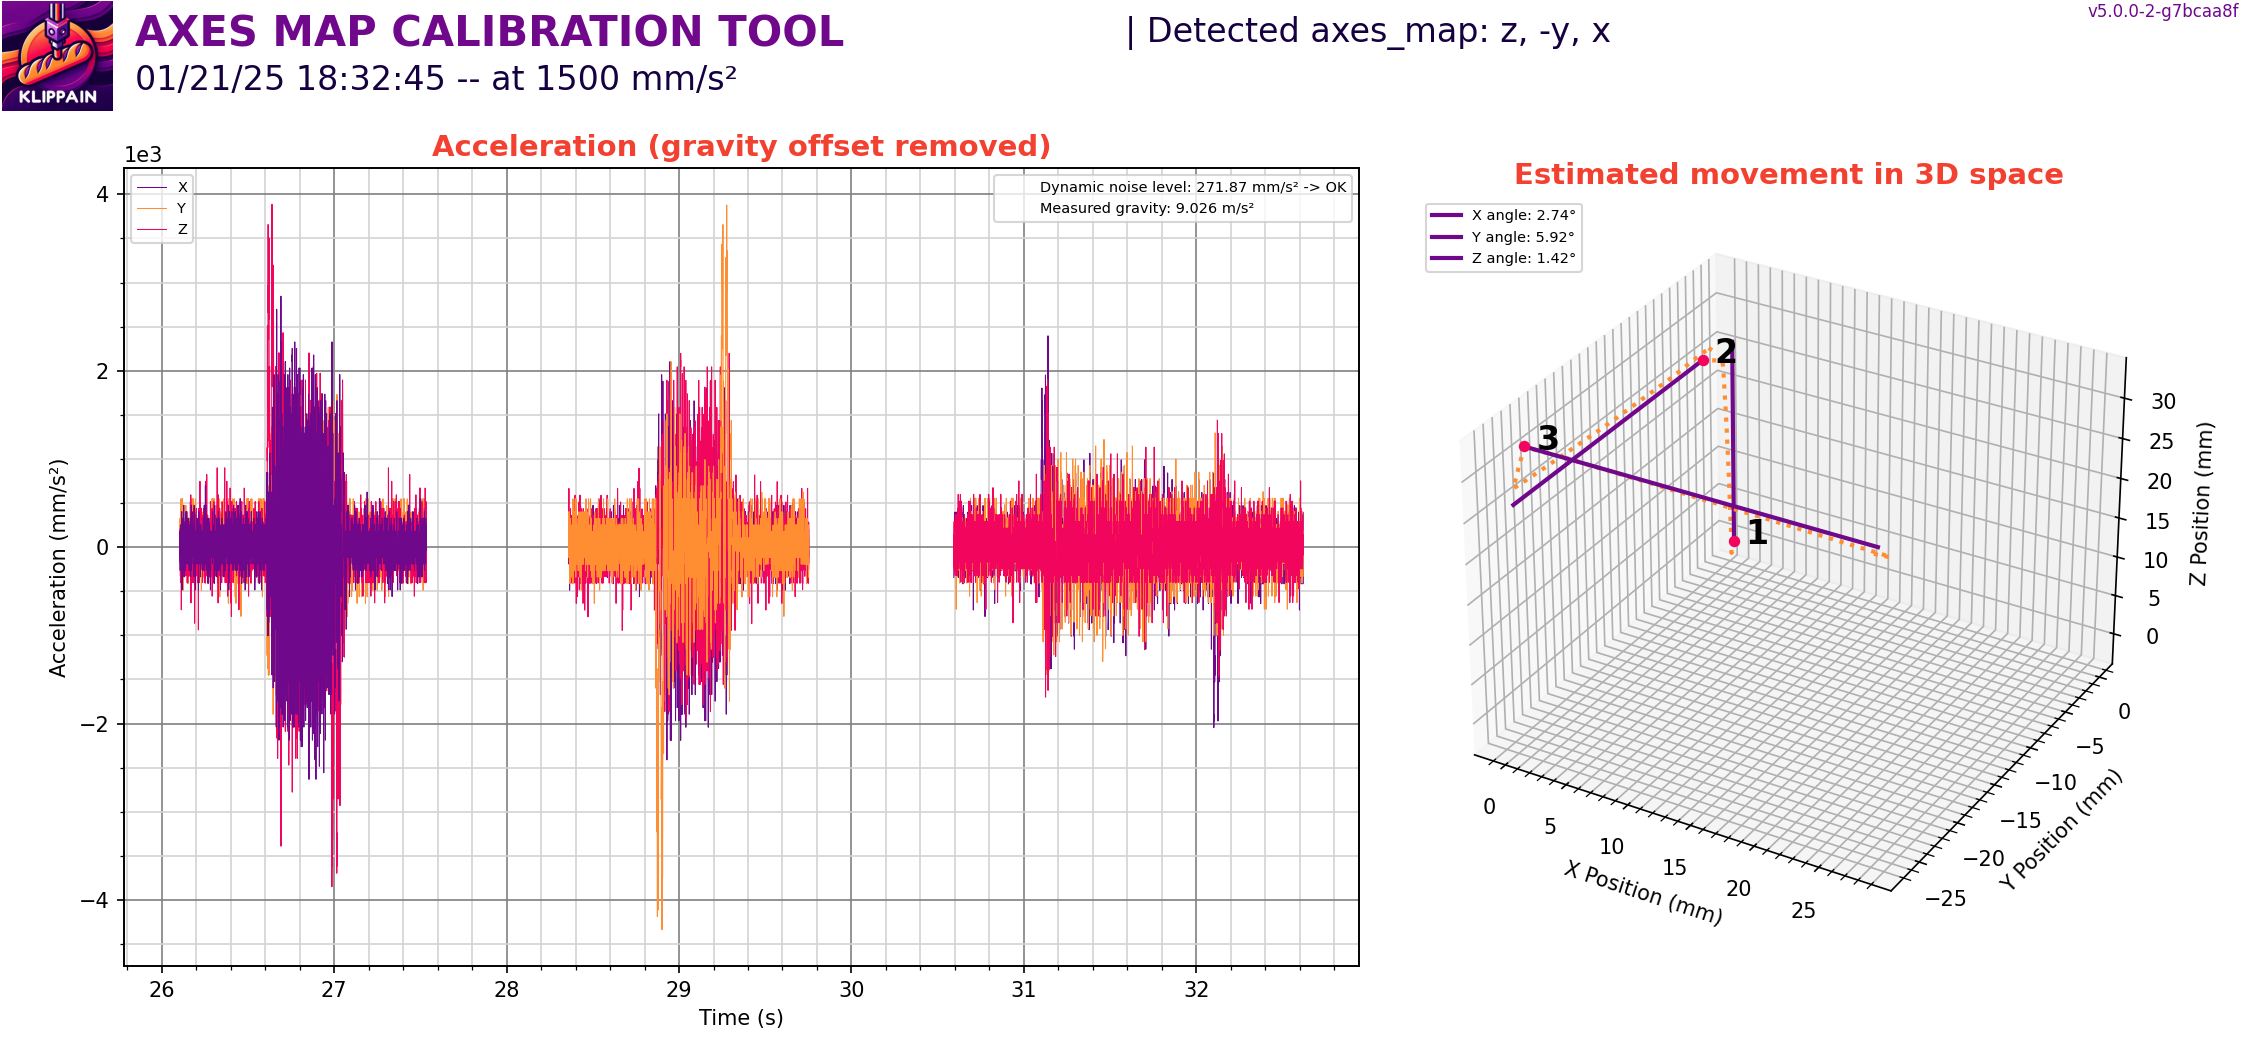 KLIPPAIN
AXES MAP CALIBRATION TOOL
01/21/25 18:32:45 -- at 1500 mm/s²
| Detected axes_map: z, -y, x
v5.0.0-2-g7bcaa8f
Acceleration (gravity offset removed)
1e3
X
Y
Z
Dynamic noise level: 271.87 mm/s² -> OK
Measured gravity: 9.026 m/s²
4
2
0
−2
−4
Acceleration (mm/s²)
26 27 28 29 30 31 32
Time (s)
Estimated movement in 3D space
X angle: 2.74°
Y angle: 5.92°
Z angle: 1.42°
2
3
1
30
25
20
15
10
5
0
Z Position (mm)
0
−5
−10
−15
−20
−25
Y Position (mm)
0
5
10
15
20
25
X Position (mm)